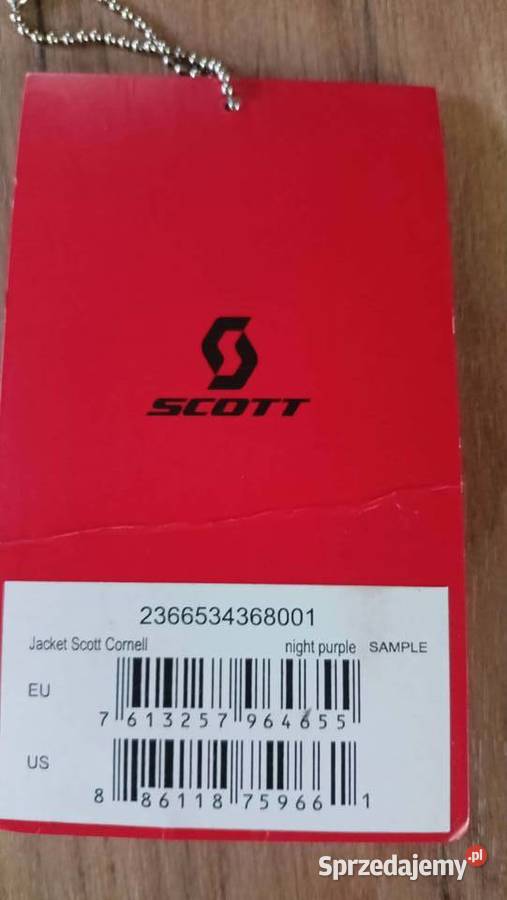 SCOTT
2366534368001
Jacket Scott Cornell night purple SAMPLE
EU
7 613257 964655
US
8 86118 75966 1
Sprzedajemy.pl